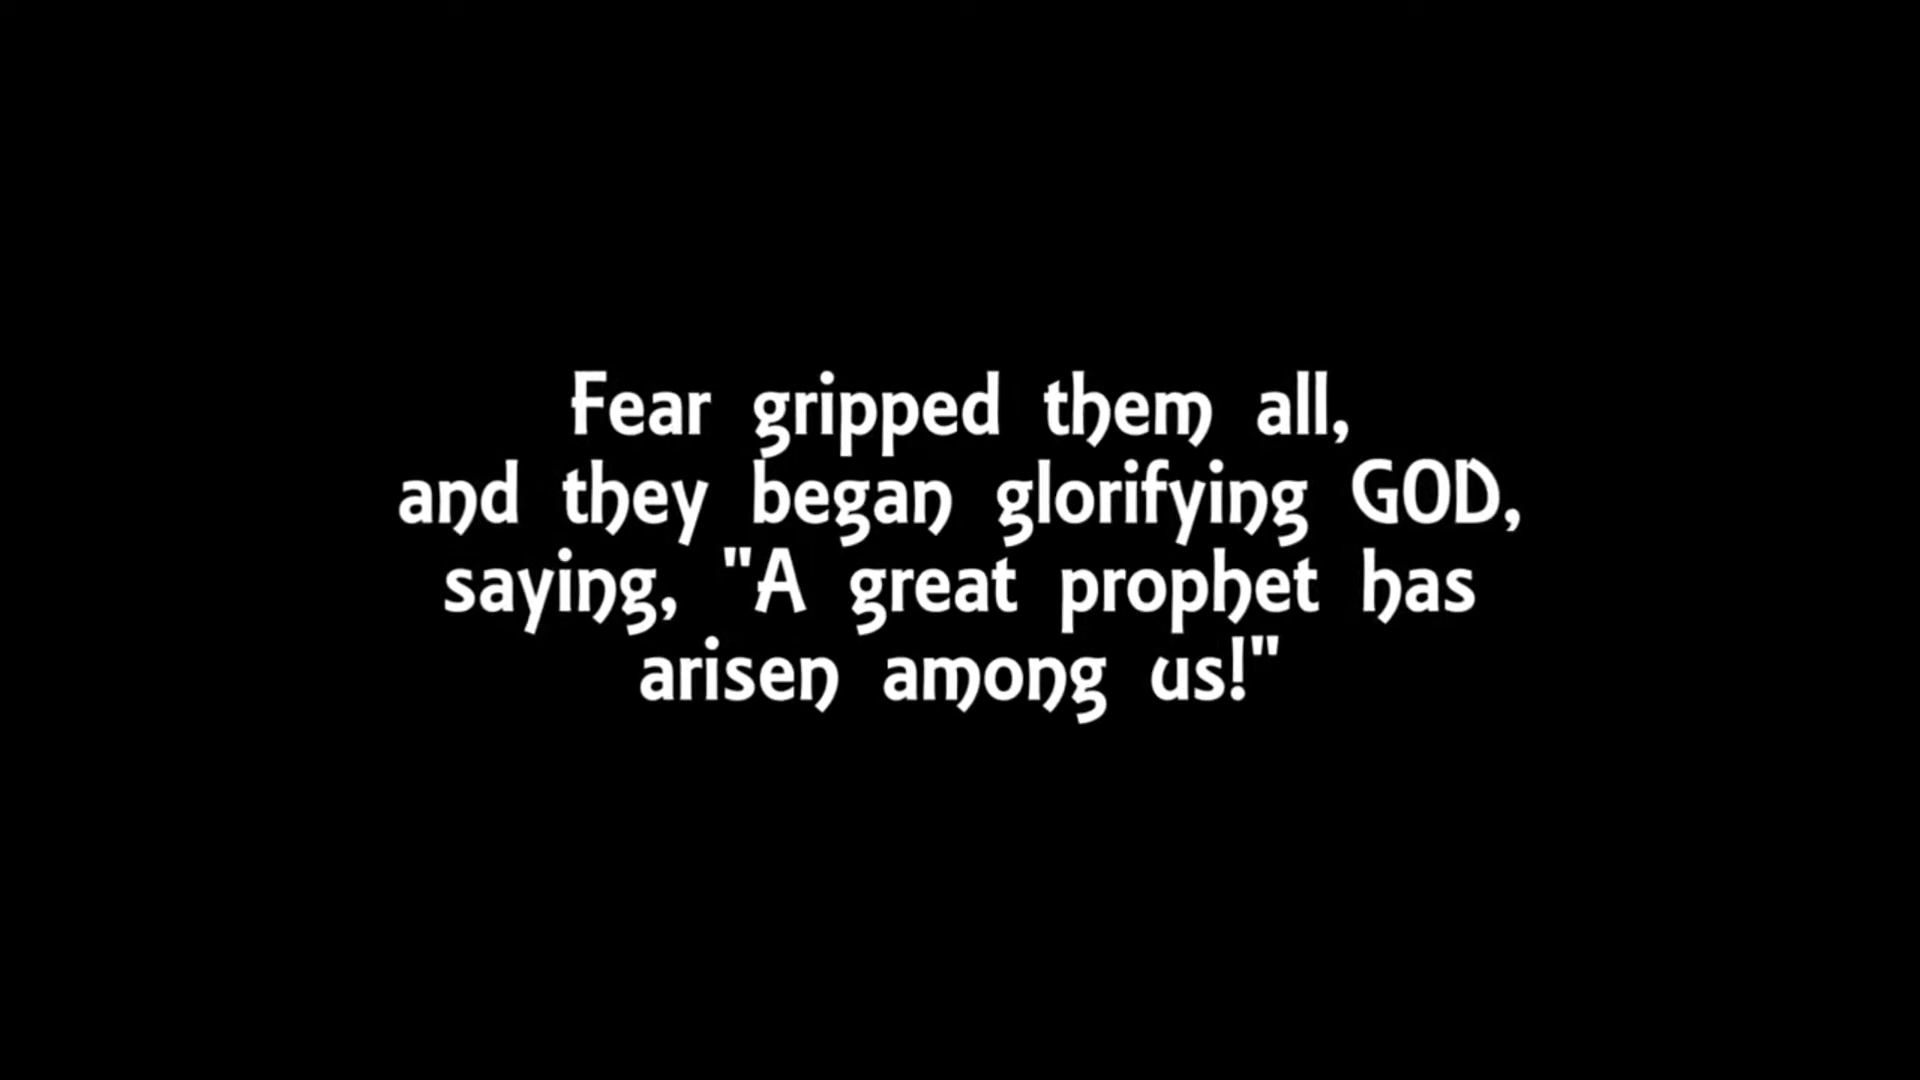 Fear gripped them all,
and they began glorifying GOD,
saying, "A great prophet has
arisen among us!"